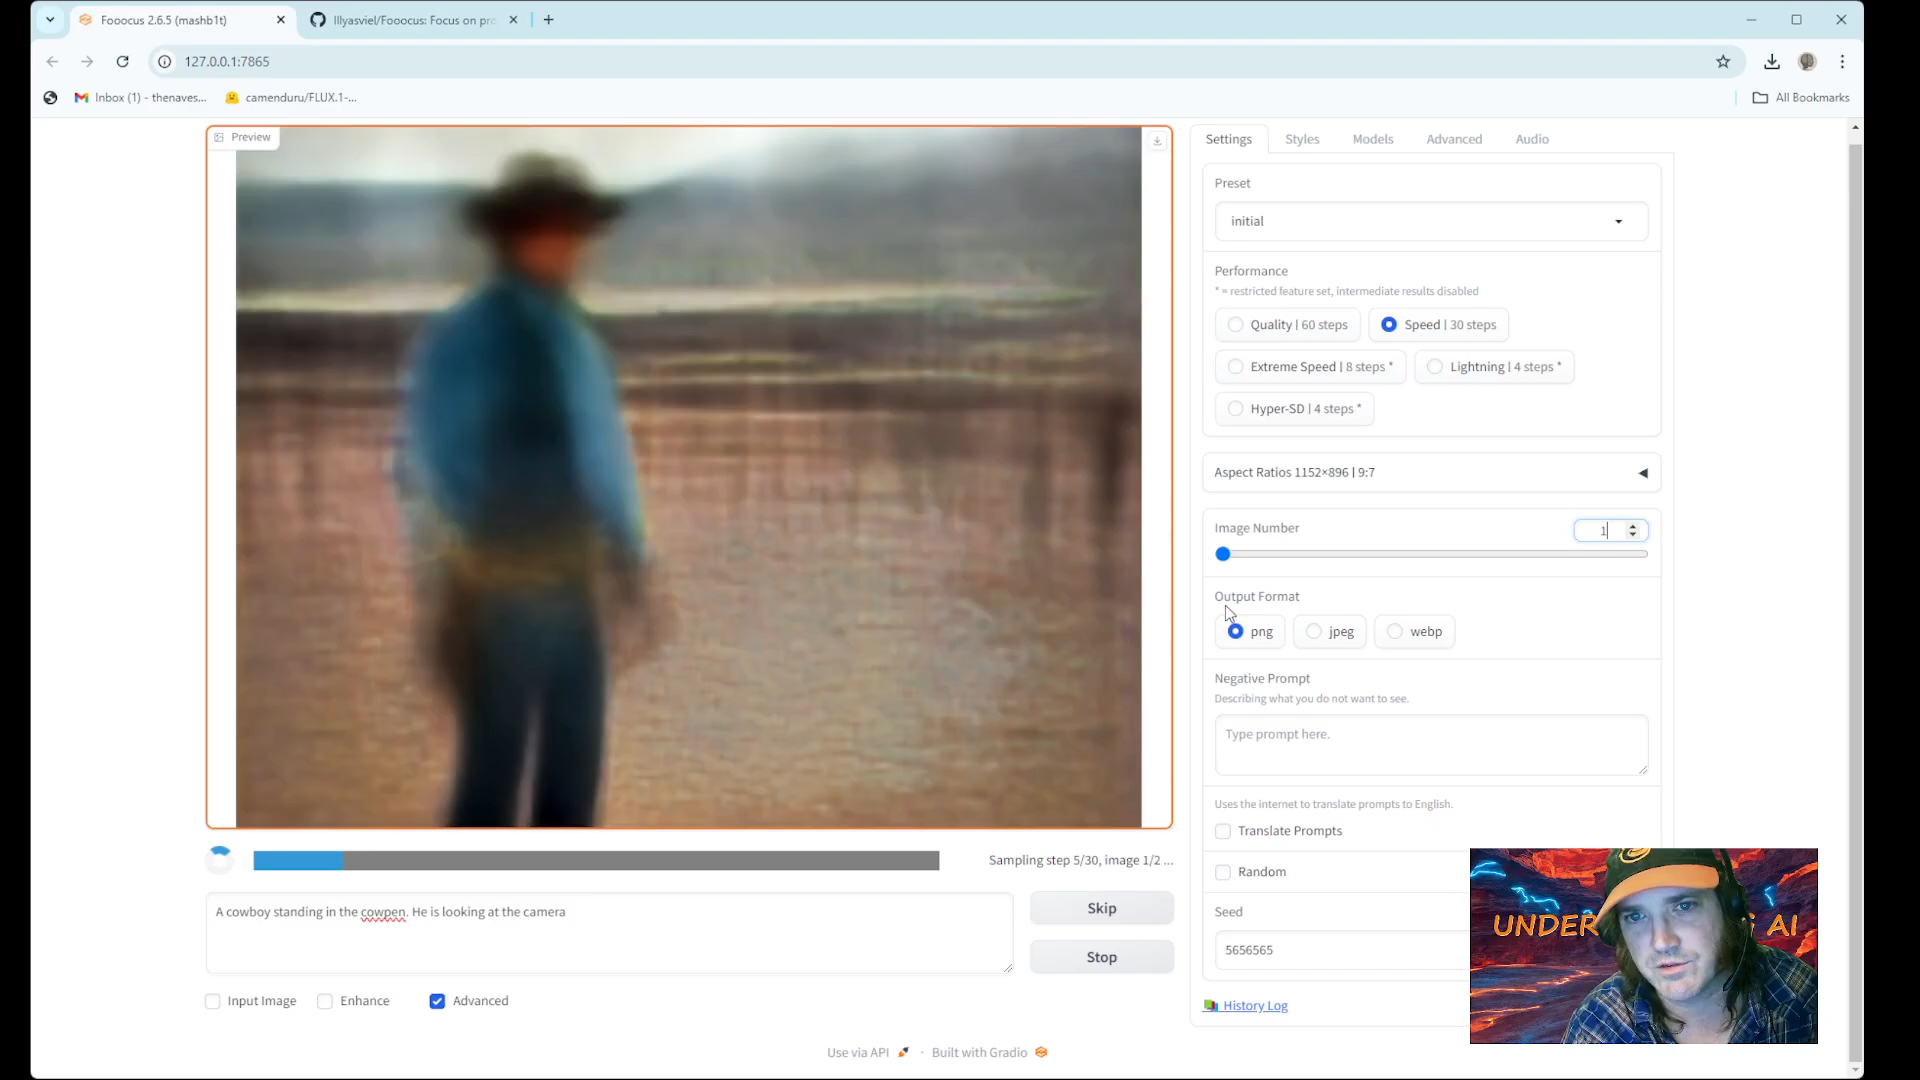 Fooocus 2.6.5 (mashb1t)
lllyasviel/Fooocus: Focus on pro
127.0.0.1:7865
Inbox (1) - thenaves...
camenduru/FLUX.1-...
All Bookmarks
Preview
Settings
Styles
Models
Advanced
Audio
Preset
initial
Performance
* = restricted feature set, intermediate results disabled
Quality | 60 steps
Speed | 30 steps
Extreme Speed | 8 steps *
Lightning | 4 steps *
Hyper-SD | 4 steps *
Aspect Ratios 1152×896 | 9:7
Image Number
1
Output Format
png
jpeg
webp
Negative Prompt
Describing what you do not want to see.
Type prompt here.
Uses the internet to translate prompts to English.
Translate Prompts
Random
Seed
5656565
History Log
Sampling step 5/30, image 1/2 ...
A cowboy standing in the cowpen. He is looking at the camera
Skip
Stop
Input Image
Enhance
Advanced
Use via API
·
Built with Gradio
AI